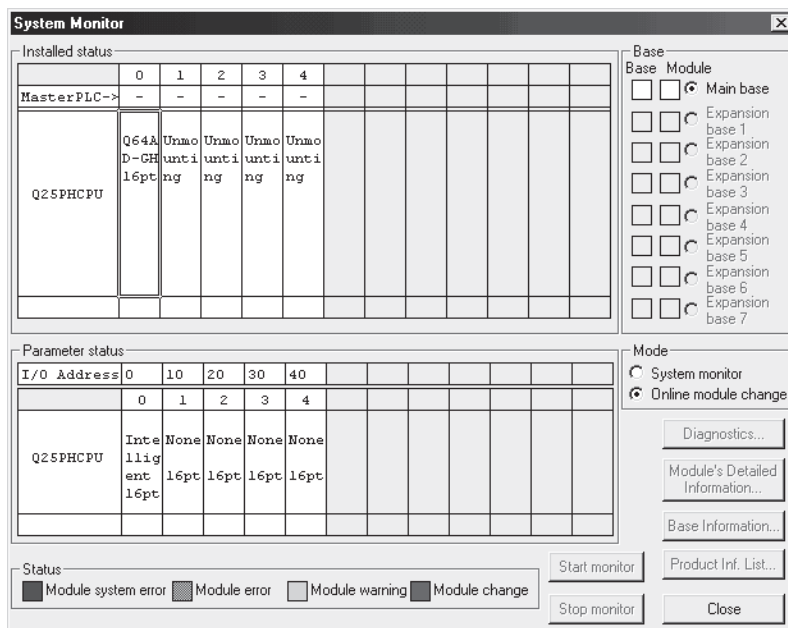 System Monitor
Installed status
0 1 2 3 4
MasterPLC-> - - - - -
Q25PHCPU
Q64A
D-GH
16pt
Unmo
unti
ng
Unmo
unti
ng
Unmo
unti
ng
Unmo
unti
ng
Base
Base Module
Main base
Expansion
base 1
Expansion
base 2
Expansion
base 3
Expansion
base 4
Expansion
base 5
Expansion
base 6
Expansion
base 7
Parameter status
I/O Address 0 10 20 30 40
0 1 2 3 4
Q25PHCPU
Inte
llig
ent
16pt
None
16pt
None
16pt
None
16pt
None
16pt
Mode
System monitor
Online module change
Diagnostics...
Module's Detailed
Information...
Base Information...
Product Inf. List...
Status
Module system error Module error Module warning Module change
Start monitor
Stop monitor
Close